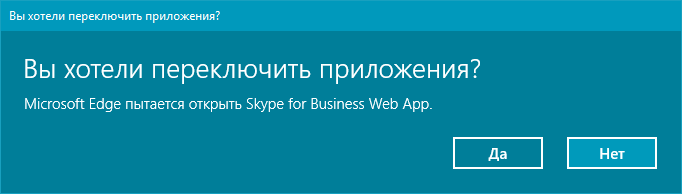 Вы хотели переключить приложения?
Вы хотели переключить приложения?
Microsoft Edge пытается открыть Skype for Business Web App.
Да Нет